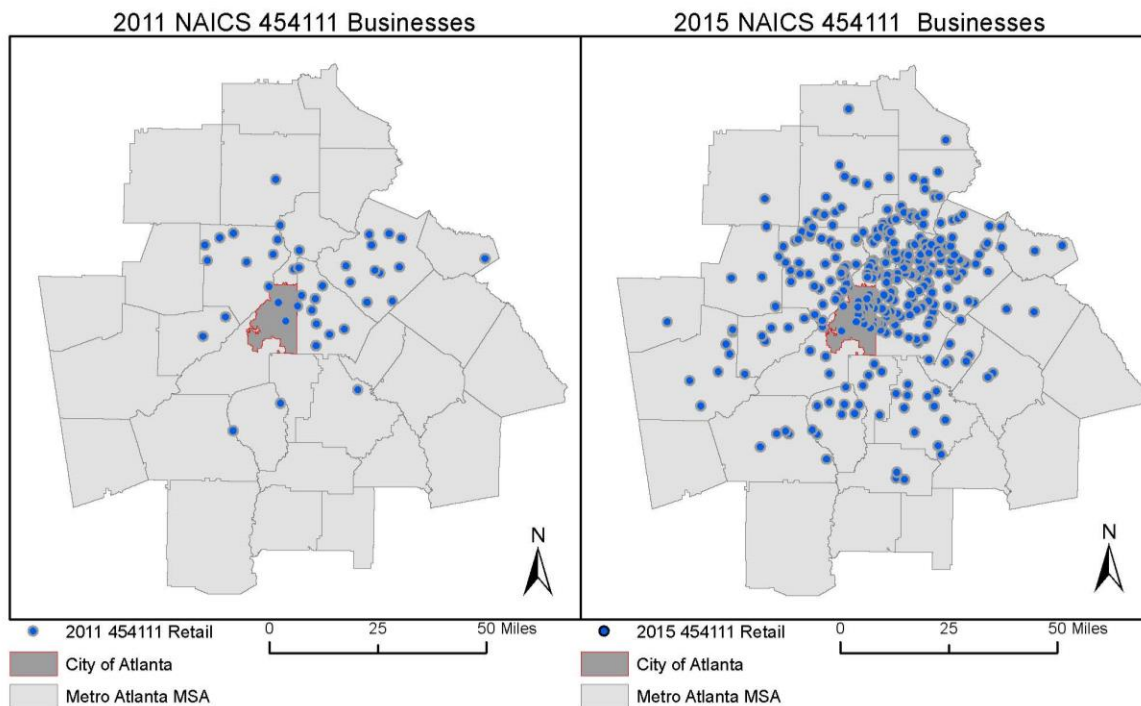 2011 NAICS 454111 Businesses
2015 NAICS 454111 Businesses
N
N
2011 454111 Retail
City of Atlanta
Metro Atlanta MSA
0 25 50 Miles
2015 454111 Retail
City of Atlanta
Metro Atlanta MSA
0 25 50 Miles